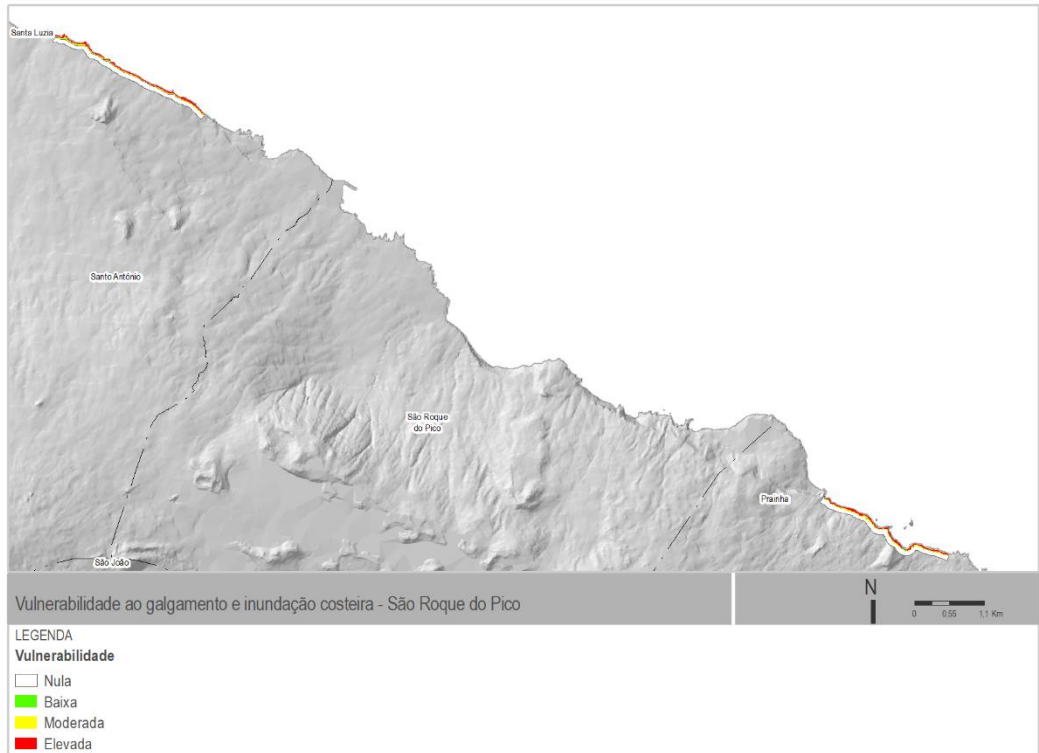 Santa Luzia
Santo António
São Roque
do Pico
Prainha
São João
Vulnerabilidade ao galgamento e inundação costeira - São Roque do Pico
N
0 0.55 1,1 Km
LEGENDA
Vulnerabilidade
Nula
Baixa
Moderada
Elevada